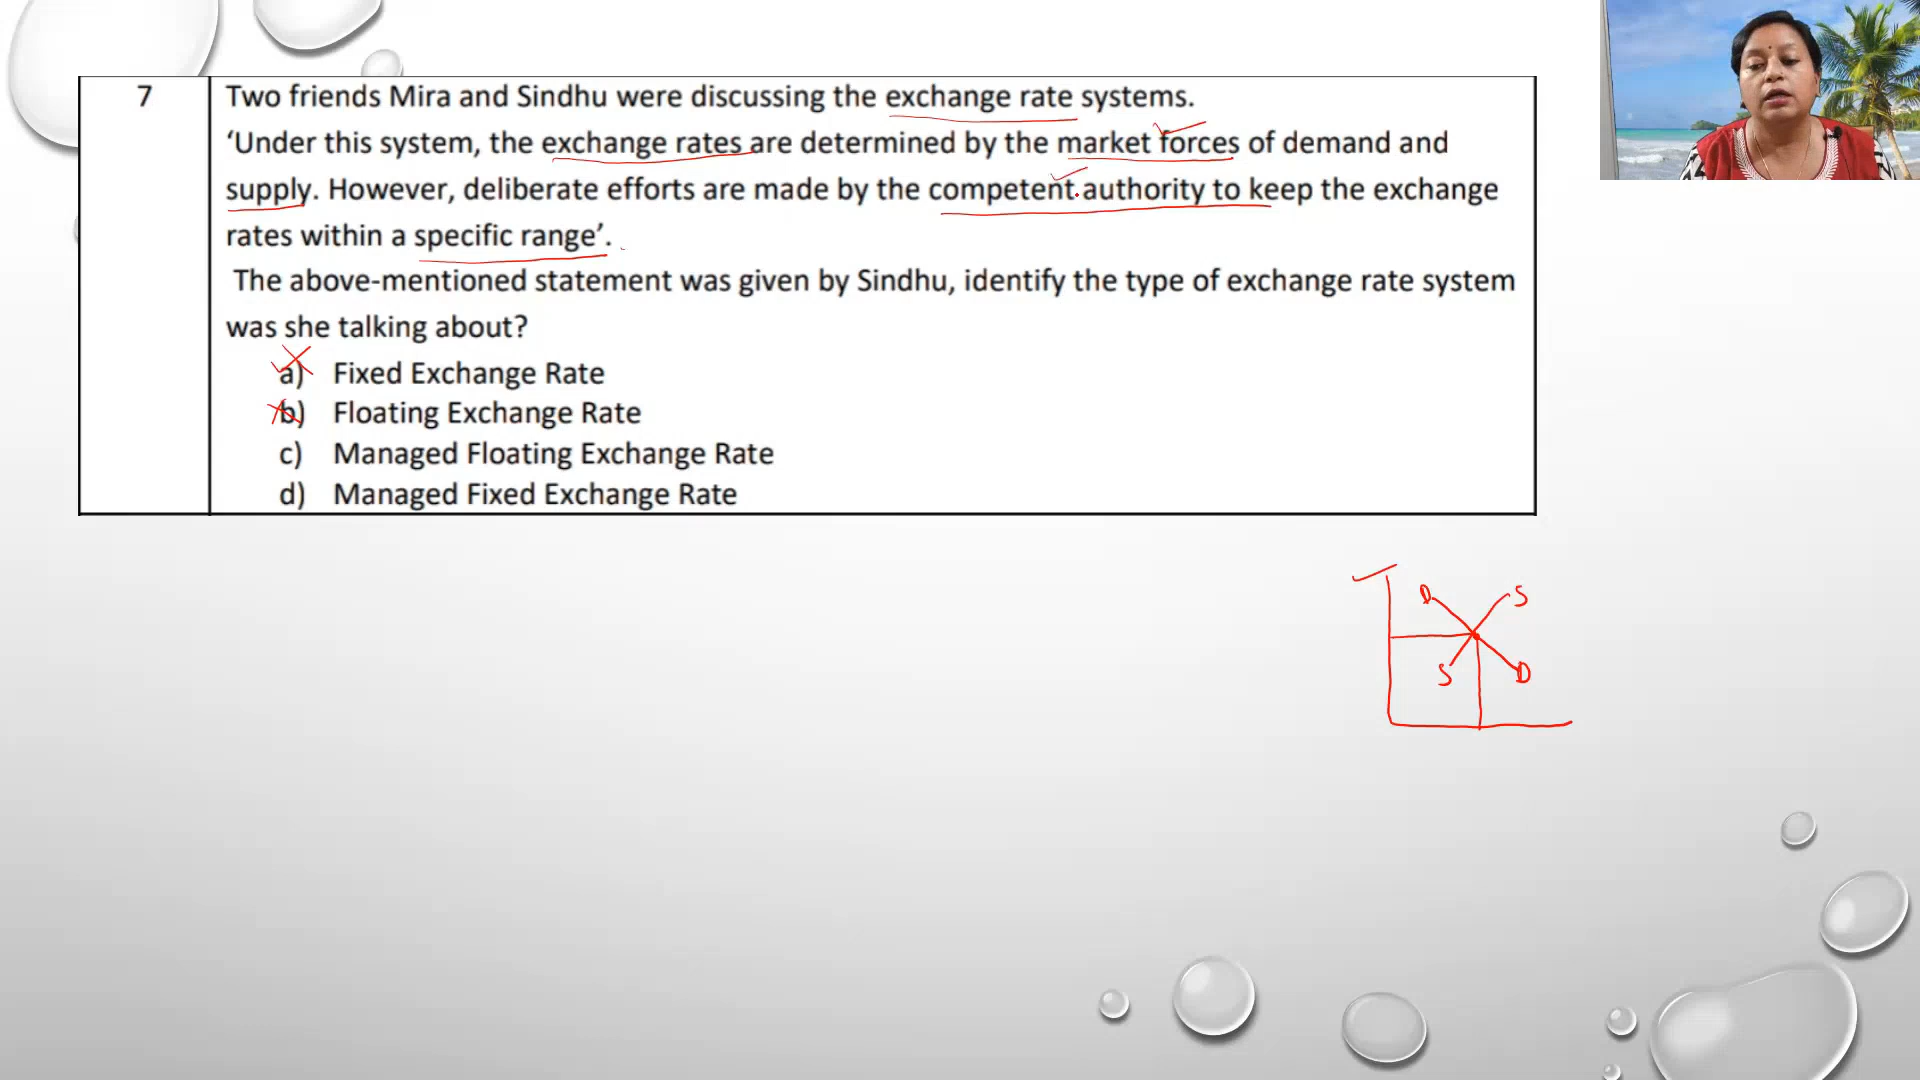 7
Two friends Mira and Sindhu were discussing the exchange rate systems.
‘Under this system, the exchange rates are determined by the market forces of demand and
supply. However, deliberate efforts are made by the competent authority to keep the exchange
rates within a specific range’.
The above-mentioned statement was given by Sindhu, identify the type of exchange rate system
was she talking about?
a) Fixed Exchange Rate
b) Floating Exchange Rate
c) Managed Floating Exchange Rate
d) Managed Fixed Exchange Rate
D S
S D